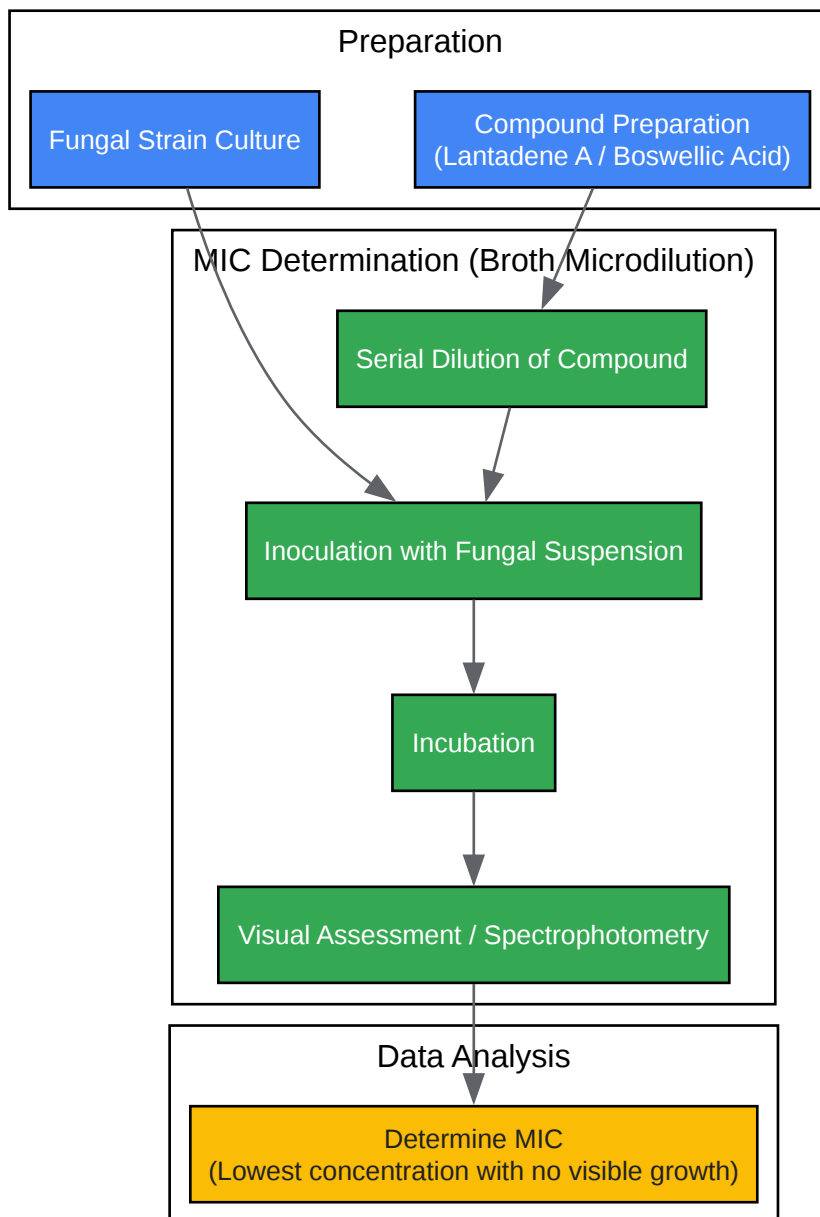 Preparation
Fungal Strain Culture
Compound Preparation
(Lantadene A / Boswellic Acid)
MIC Determination (Broth Microdilution)
Serial Dilution of Compound
Inoculation with Fungal Suspension
Incubation
Visual Assessment / Spectrophotometry
Data Analysis
Determine MIC
(Lowest concentration with no visible growth)